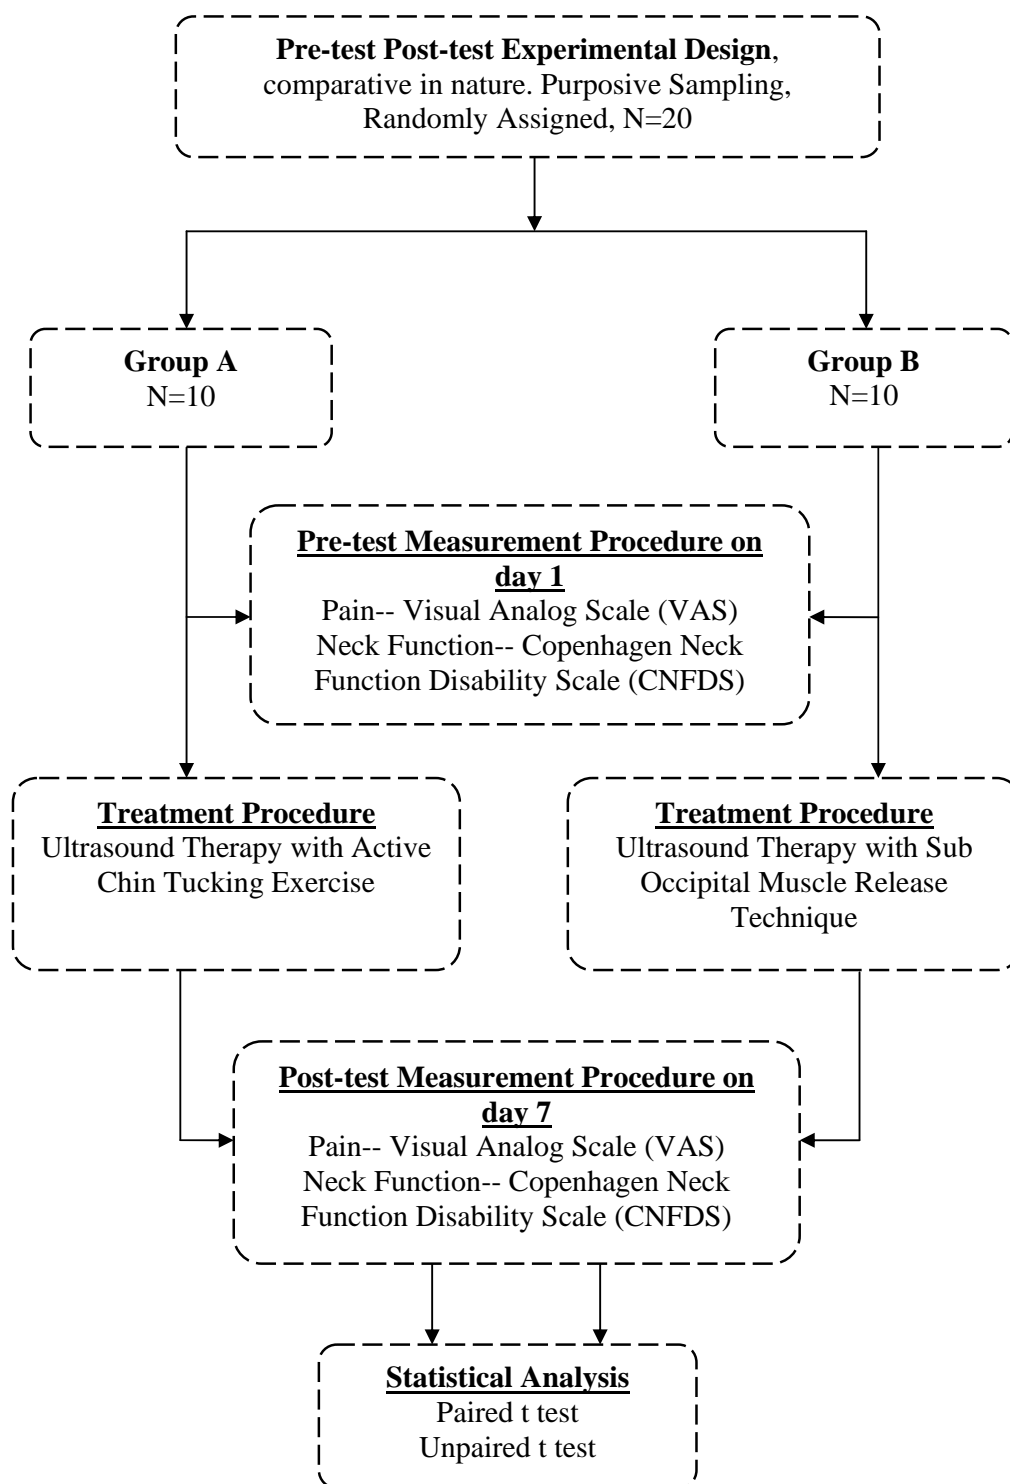 Pre-test Post-test Experimental Design,
comparative in nature. Purposive Sampling,
Randomly Assigned, N=20
Group A
N=10
Group B
N=10
Pre-test Measurement Procedure on
day 1
Pain-- Visual Analog Scale (VAS)
Neck Function-- Copenhagen Neck
Function Disability Scale (CNFDS)
Treatment Procedure
Ultrasound Therapy with Active
Chin Tucking Exercise
Treatment Procedure
Ultrasound Therapy with Sub
Occipital Muscle Release
Technique
Post-test Measurement Procedure on
day 7
Pain-- Visual Analog Scale (VAS)
Neck Function-- Copenhagen Neck
Function Disability Scale (CNFDS)
Statistical Analysis
Paired t test
Unpaired t test